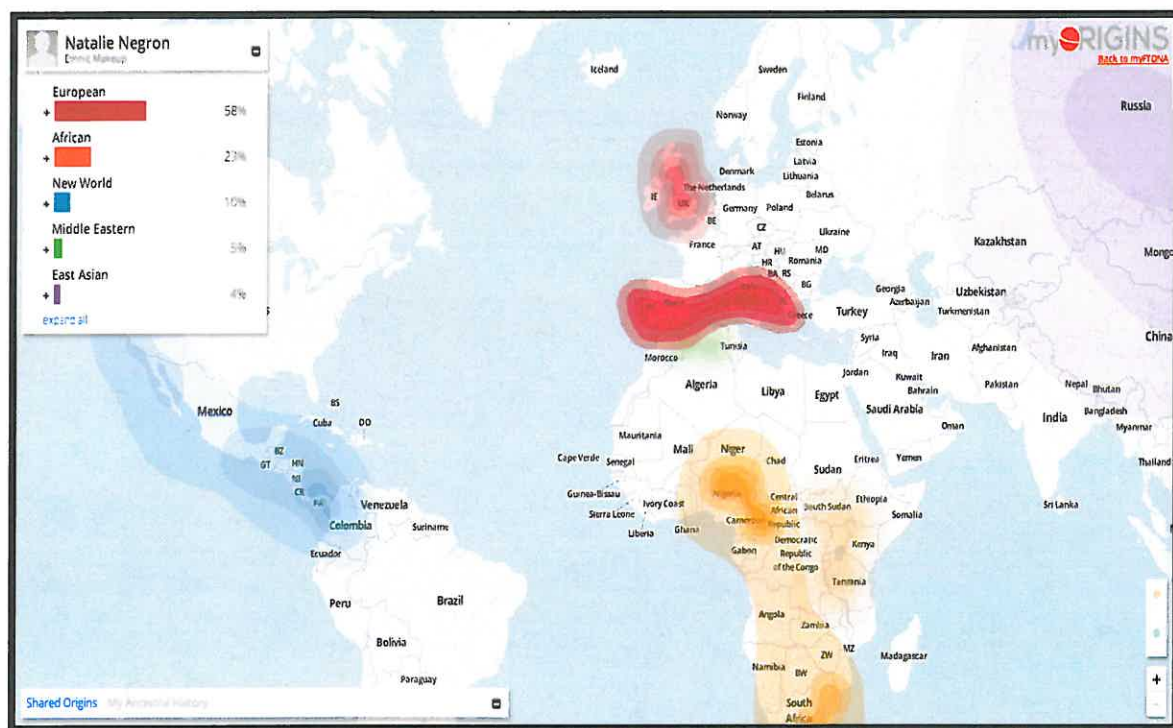 Natalie Negron
Ethnic Makeup
European
58%
African
23%
New World
10%
Middle Eastern
5%
East Asian
4%
expand all
myORIGINS
Back to myFTDNA
Iceland
Sweden
Finland
Russia
Norway
Estonia
Latvia
Lithuania
Denmark
The Netherlands
Belarus
IE
UK
Germany
Poland
BE
CZ
Ukraine
Kazakhstan
France
AT
HU
MD
Mongo
HR
Romania
BA
RS
BG
Georgia
Uzbekistan
Azerbaijan
Greece
Turkey
Turkmenistan
China
s
Morocco
Tunisia
Syria
Iraq
Iran
Afghanistan
Jordan
Kuwait
Algeria
Libya
Egypt
Bahrain
Pakistan
Nepal
Bhutan
Mexico
BS
Saudi Arabia
India
Bangladesh
Cuba
DO
Oman
Myanmar
Mauritania
BZ
Mali
Niger
Chad
Sudan
Eritrea
Yemen
Thailand
GT
HN
Cape Verde
Senegal
NI
Guinea-Bissau
Nigeria
Central
African
Republic
South Sudan
Ethiopia
CR
Sierra Leone
Ivory Coast
Somalia
Sri Lanka
PA
Venezuela
Liberia
Ghana
Cameroon
Colombia
Suriname
Gabon
Democratic
Republic
of the Congo
Kenya
Ecuador
Tanzania
Peru
Brazil
Angola
Zambia
Bolivia
ZW
MZ
Madagascar
Namibia
BW
Paraguay
South
Africa
Shared Origins
My Ancestral History